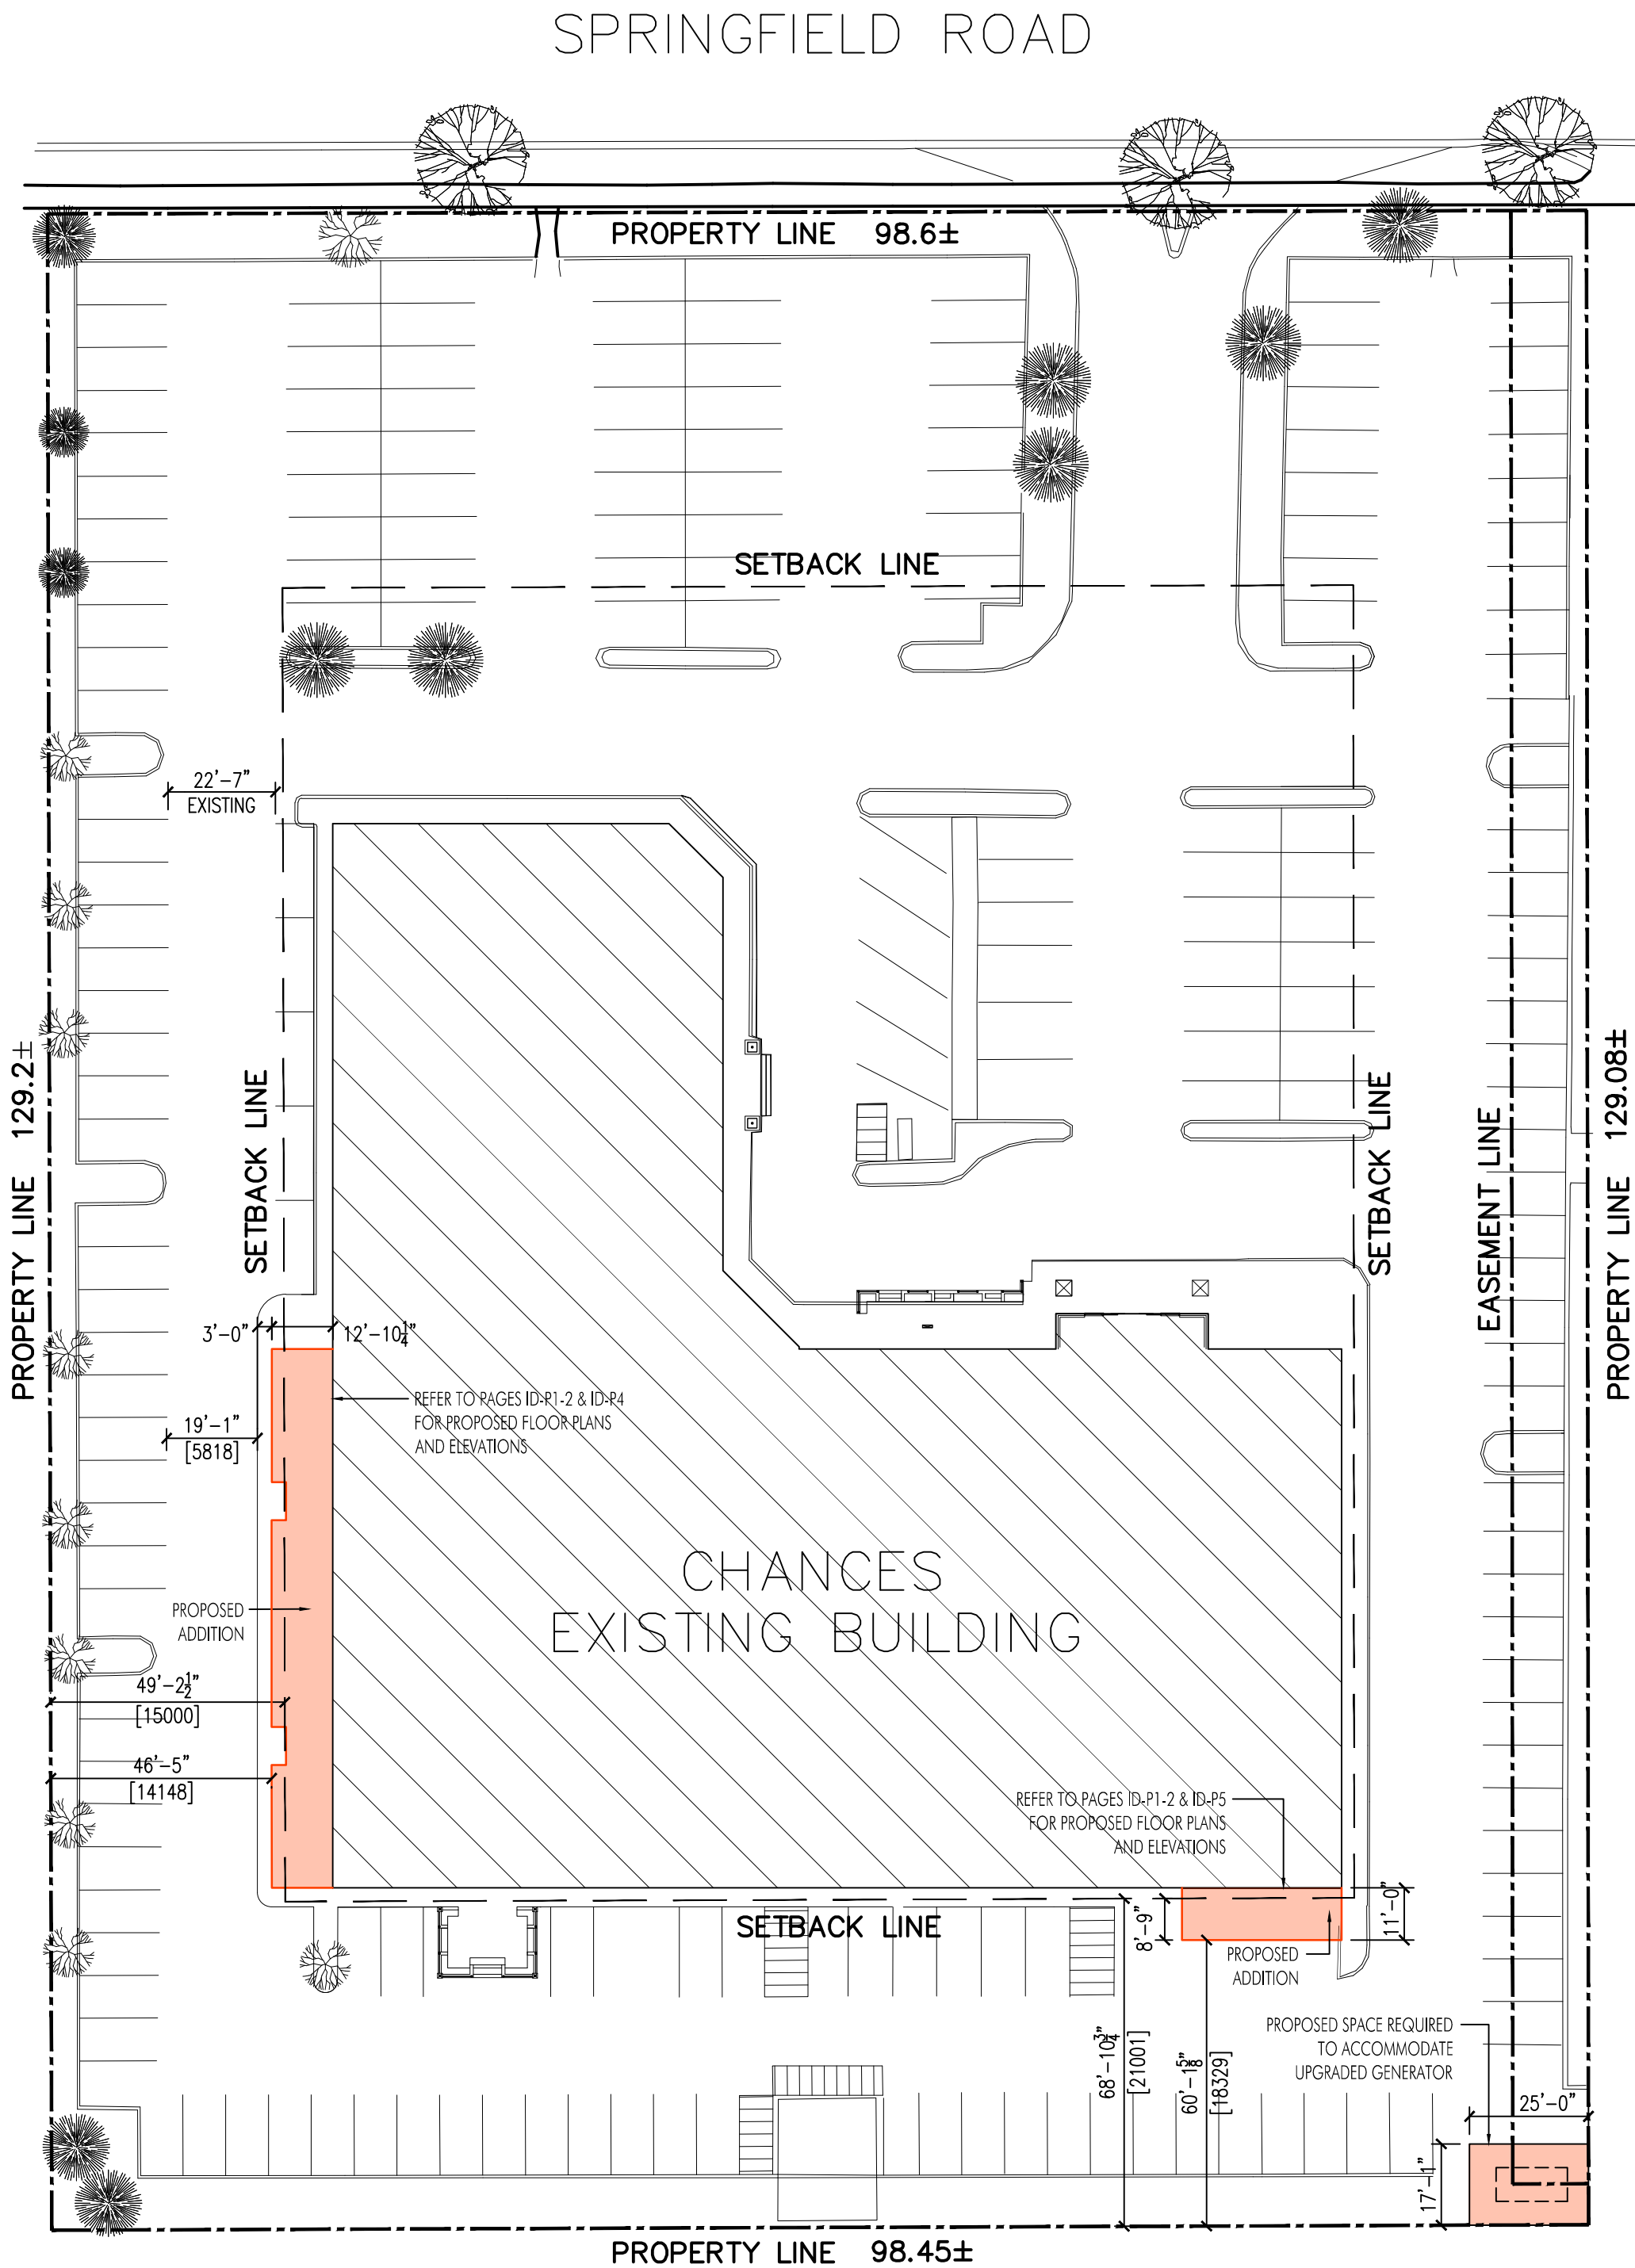 SPRINGFIELD ROAD
PROPERTY LINE 98.6±
SETBACK LINE
22'-7"
EXISTING
PROPERTY LINE 129.2±
SETBACK LINE
SETBACK LINE
EASEMENT LINE
PROPERTY LINE 129.08±
3'-0"
12'-10¼"
REFER TO PAGES ID-P1-2 & ID-P4
FOR PROPOSED FLOOR PLANS
AND ELEVATIONS
19'-1"
[5818]
CHANCES
EXISTING BUILDING
PROPOSED
ADDITION
49'-2½"
[15000]
46'-5"
[14148]
REFER TO PAGES ID-P1-2 & ID-P5
FOR PROPOSED FLOOR PLANS
AND ELEVATIONS
SETBACK LINE
8'-9"
11'-0"
PROPOSED
ADDITION
68'-10¾"
[21001]
60'-1⅝"
[18329]
PROPOSED SPACE REQUIRED
TO ACCOMMODATE
UPGRADED GENERATOR
25'-0"
17'-1"
PROPERTY LINE 98.45±